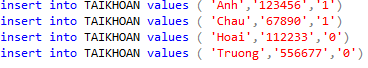 insert into TAIKHOAN values ( 'Anh','123456','1')
insert into TAIKHOAN values ( 'Chau','67890','1')
insert into TAIKHOAN values ( 'Hoai','112233','0')
insert into TAIKHOAN values ( 'Truong','556677','0')